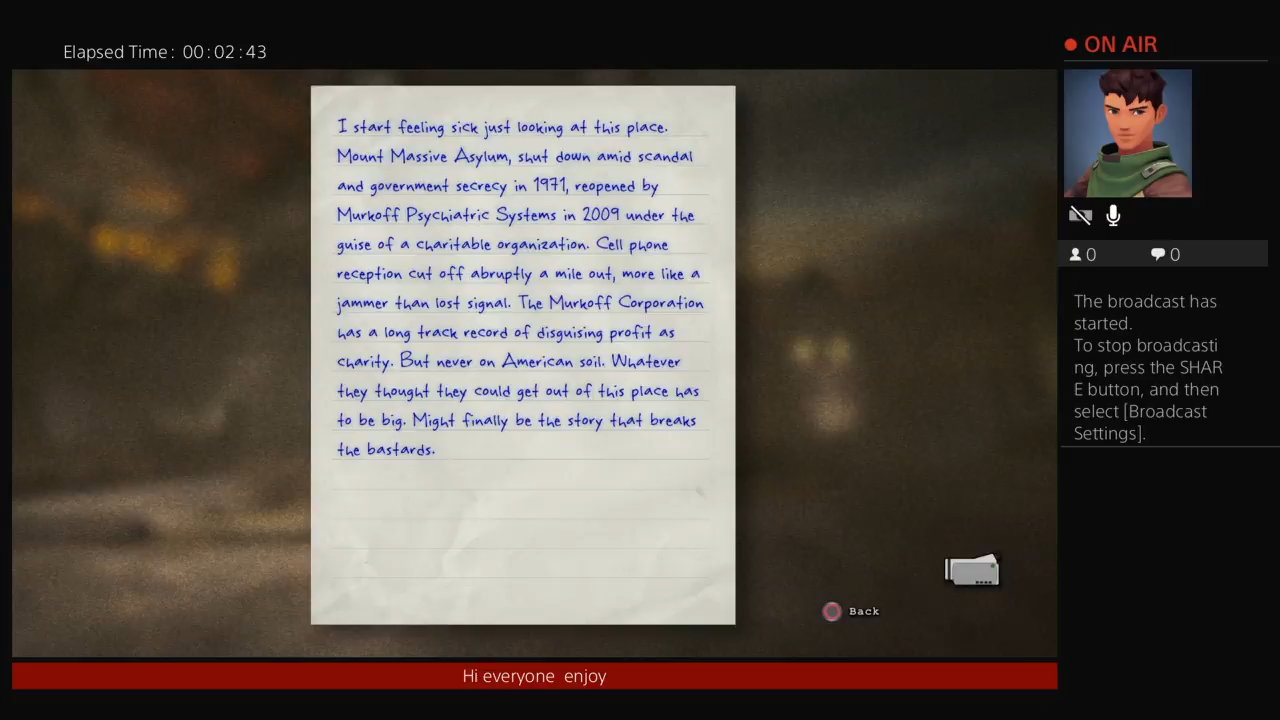 Elapsed Time: 00:02:43
ON AIR
I start feeling sick just looking at this place.
Mount Massive Asylum, shut down amid scandal
and government secrecy in 1971, reopened by
Murkoff Psychiatric Systems in 2009 under the
guise of a charitable organization. Cell phone
reception cut off abruptly a mile out, more like a
jammer than lost signal. The Murkoff Corporation
has a long track record of disguising profit as
charity. But never on American soil. Whatever
they thought they could get out of this place has
to be big. Might finally be the story that breaks
the bastards.
0
0
The broadcast has
started.
To stop broadcasti
ng, press the SHAR
E button, and then
select [Broadcast
Settings].
Back
Hi everyone  enjoy